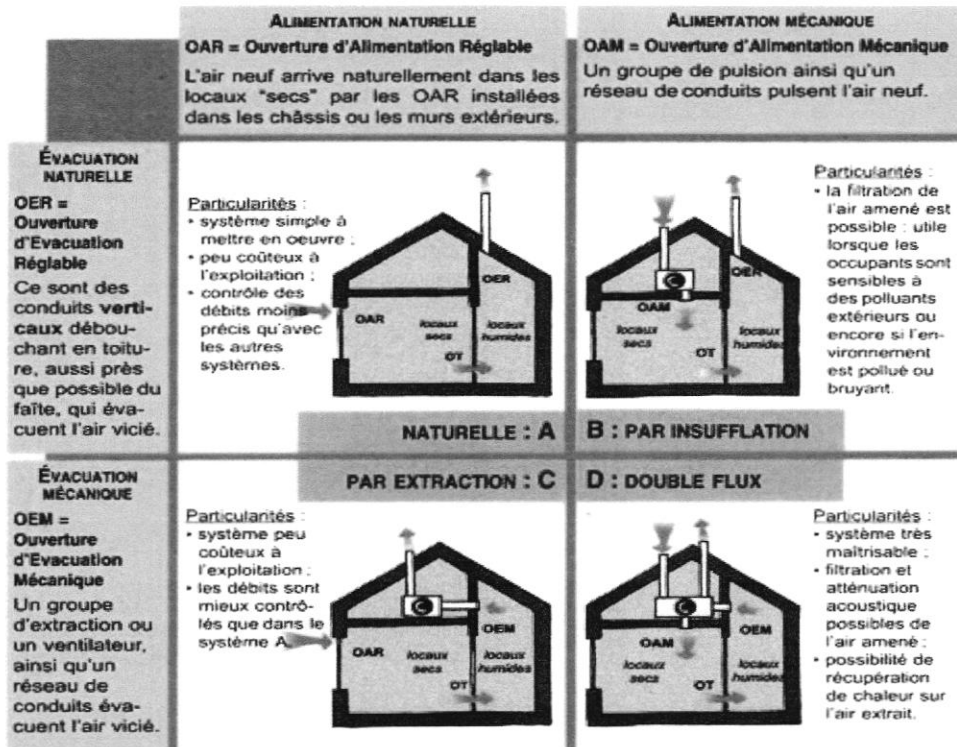 ALIMENTATION NATURELLE
OAR = Ouverture d'Alimentation Réglable
L'air neuf arrive naturellement dans les
locaux "secs" par les OAR installées
dans les châssis ou les murs extérieurs.
ALIMENTATION MÉCANIQUE
OAM = Ouverture d'Alimentation Mécanique
Un groupe de pulsion ainsi qu'un
réseau de conduits pulsent l'air neuf.
ÉVACUATION
NATURELLE
OER =
Ouverture
d'Evacuation
Réglable
Ce sont des
conduits verti-
caux débou-
chant en toitu-
re, aussi près
que possible du
faîte, qui éva-
cuent l'air vicié.
Particularités :
• système simple à
mettre en oeuvre ;
• peu coûteux à
l'exploitation ;
• contrôle des
débits moins
précis qu'avec
les autres
systèmes.
OER
OAR
locaux
secs
locaux
humides
OT
NATURELLE : A
OER
OAM
locaux
secs
locaux
humides
OT
Particularités :
• la filtration de
l'air amené est
possible : utile
lorsque les
occupants sont
sensibles à
des polluants
extérieurs ou
encore si l'en-
vironnement
est pollué ou
bruyant.
B : PAR INSUFFLATION
ÉVACUATION
MÉCANIQUE
OEM =
Ouverture
d'Evacuation
Mécanique
Un groupe
d'extraction ou
un ventilateur,
ainsi qu'un
réseau de
conduits éva-
cuent l'air vicié.
PAR EXTRACTION : C
Particularités :
• système peu
coûteux à
l'exploitation ;
• les débits sont
mieux contrô-
lés que dans le
système A.
OEM
OAR
locaux
secs
locaux
humides
OT
D : DOUBLE FLUX
OAM
OEM
locaux
secs
locaux
humides
OT
Particularités :
• système très
maîtrisable ;
• filtration et
atténuation
acoustique
possibles de
l'air amené ;
• possibilité de
récupération
de chaleur sur
l'air extrait.